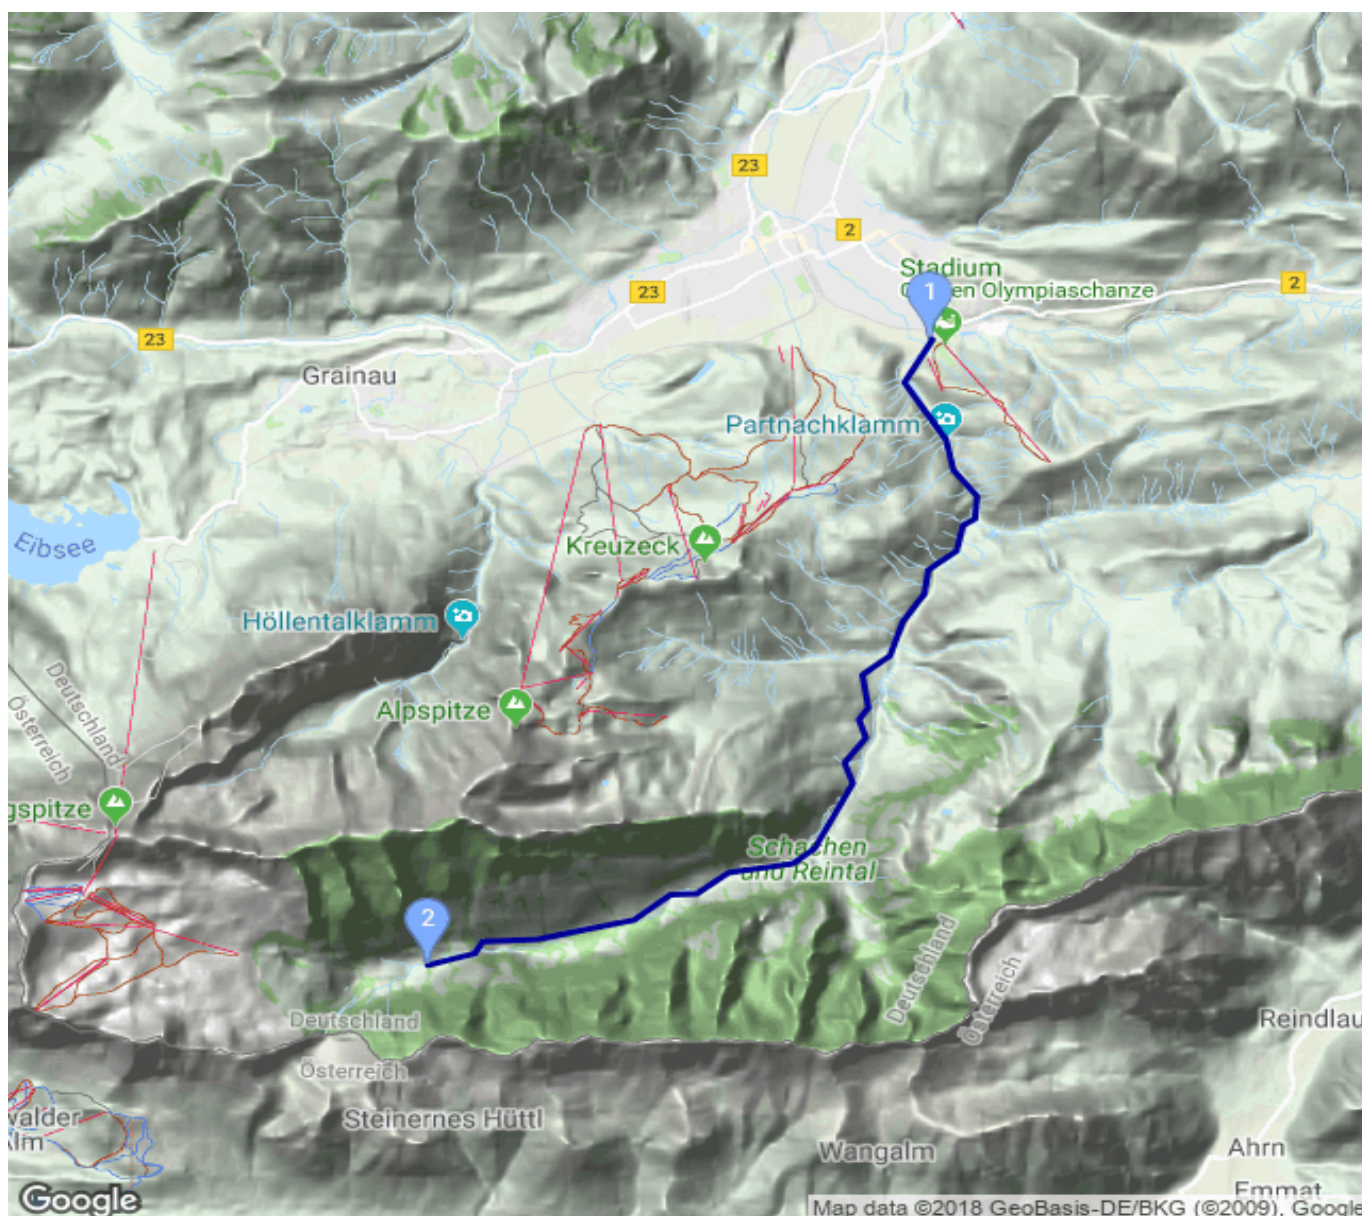 23
2
Stadium
1
en Olympiaschanze
2
23
23
Grainau
Partnachklamm
Eibsee
Kreuzeck
Höllentalklamm
Deutschland
Österreich
Alpspitze
gspitze
Schachen
und Reintal
2
Deutschland
Österreich
Deutschland
Österreich
Reindlau
Steinernes Hüttl
walder
Alm
Wangalm
Ahrn
Emmat
Google
Map data ©2018 GeoBasis-DE/BKG (©2009), Google